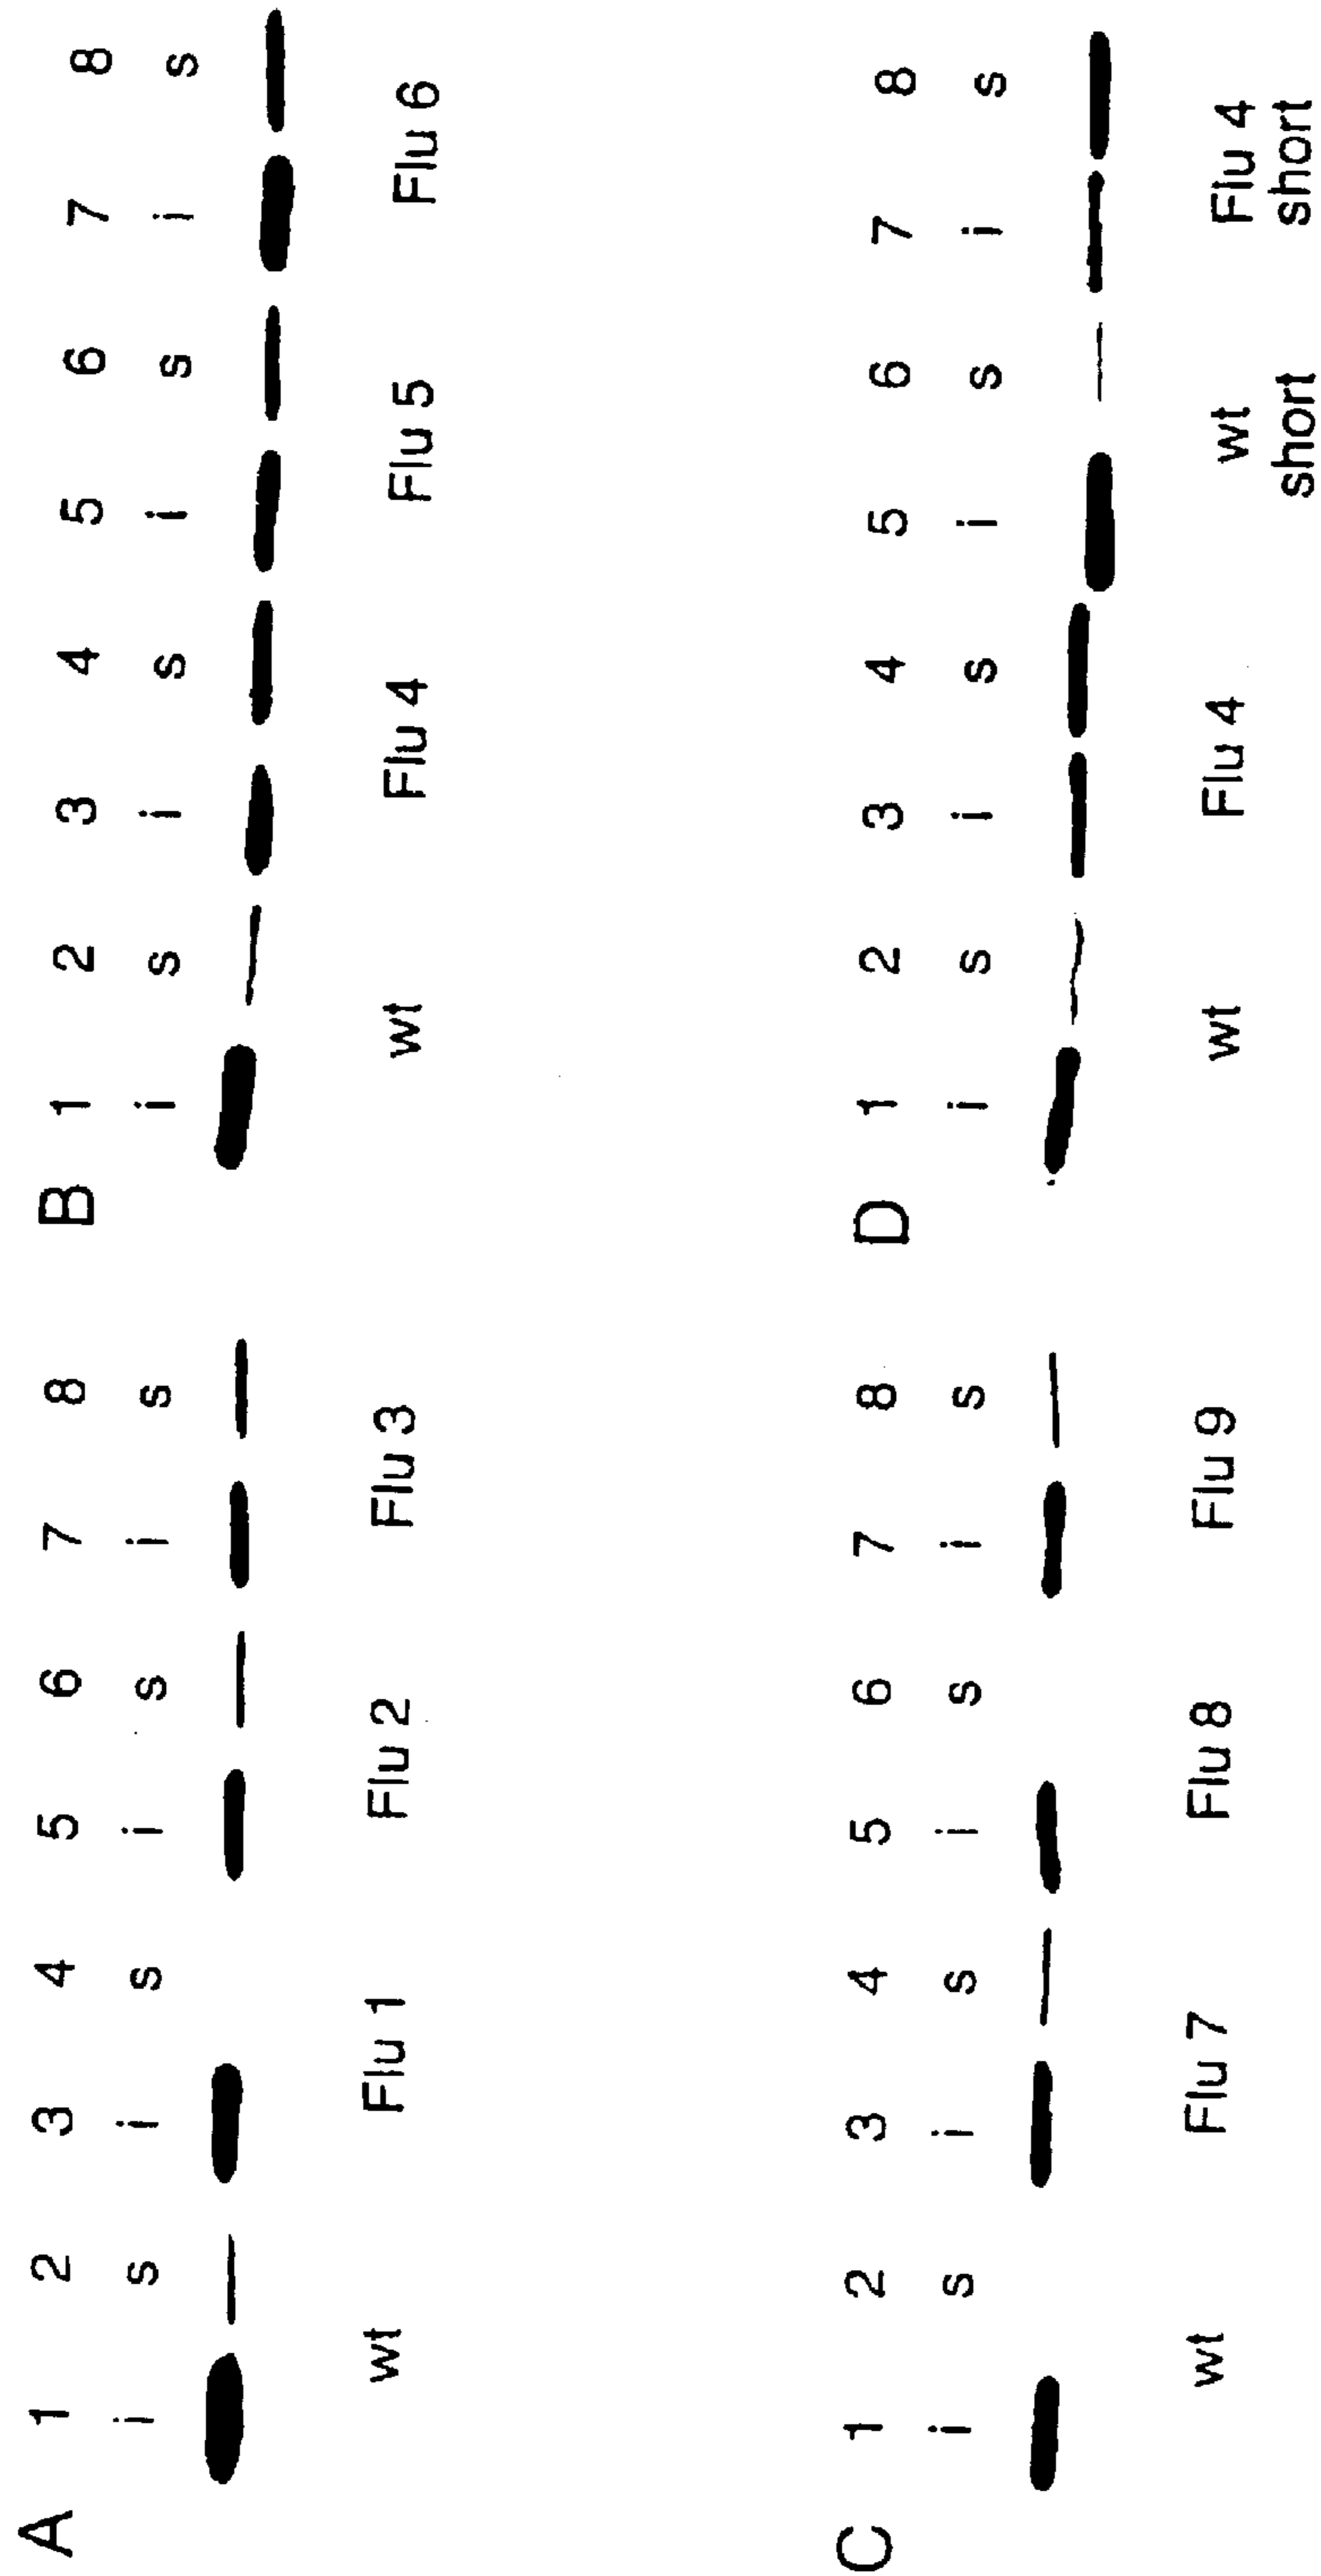 A
1 2 3 4 5 6 7 8
i s i s i s i s
wt Flu 1 Flu 2 Flu 3
B
1 2 3 4 5 6 7 8
i s i s i s i s
wt Flu 4 Flu 5 Flu 6
C
1 2 3 4 5 6 7 8
i s i s i s i s
wt Flu 7 Flu 8 Flu 9
D
1 2 3 4 5 6 7 8
i s i s i s i s
wt Flu 4 wt Flu 4
short short